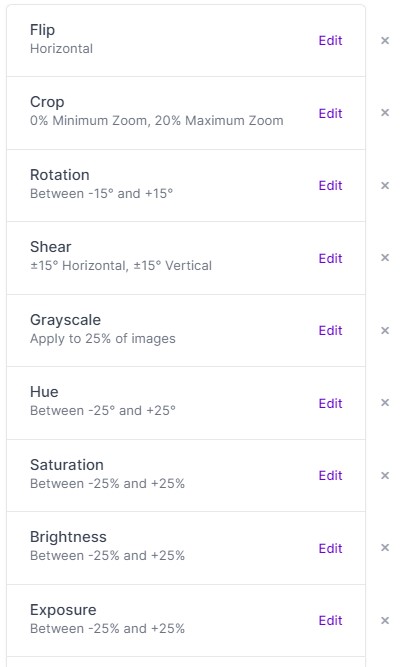 Flip
Horizontal
Edit
×
Crop
0% Minimum Zoom, 20% Maximum Zoom
Edit
×
Rotation
Between -15° and +15°
Edit
×
Shear
±15° Horizontal, ±15° Vertical
Edit
×
Grayscale
Apply to 25% of images
Edit
×
Hue
Between -25° and +25°
Edit
×
Saturation
Between -25% and +25%
Edit
×
Brightness
Between -25% and +25%
Edit
×
Exposure
Between -25% and +25%
Edit
×